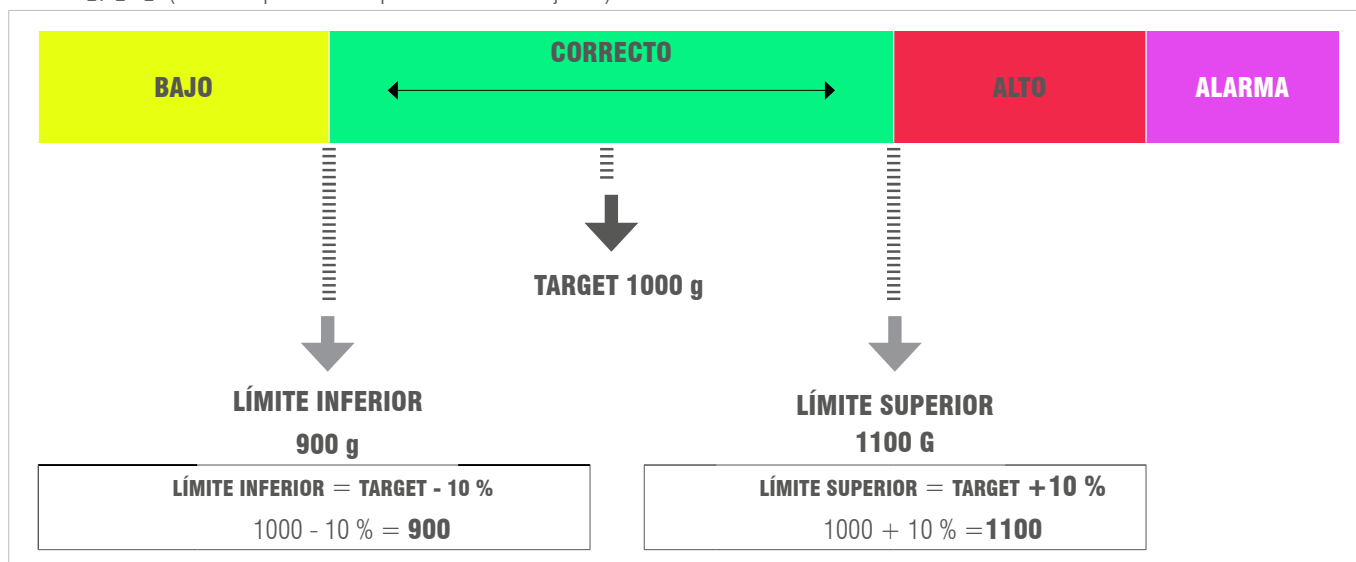 CORRECTO
BAJO
ALTO
ALARMA
TARGET 1000 g
LÍMITE INFERIOR
900 g
LÍMITE SUPERIOR
1100 G
LÍMITE INFERIOR = TARGET - 10 %
1000 - 10 % = 900
LÍMITE SUPERIOR = TARGET +10 %
1000 + 10 % =1100